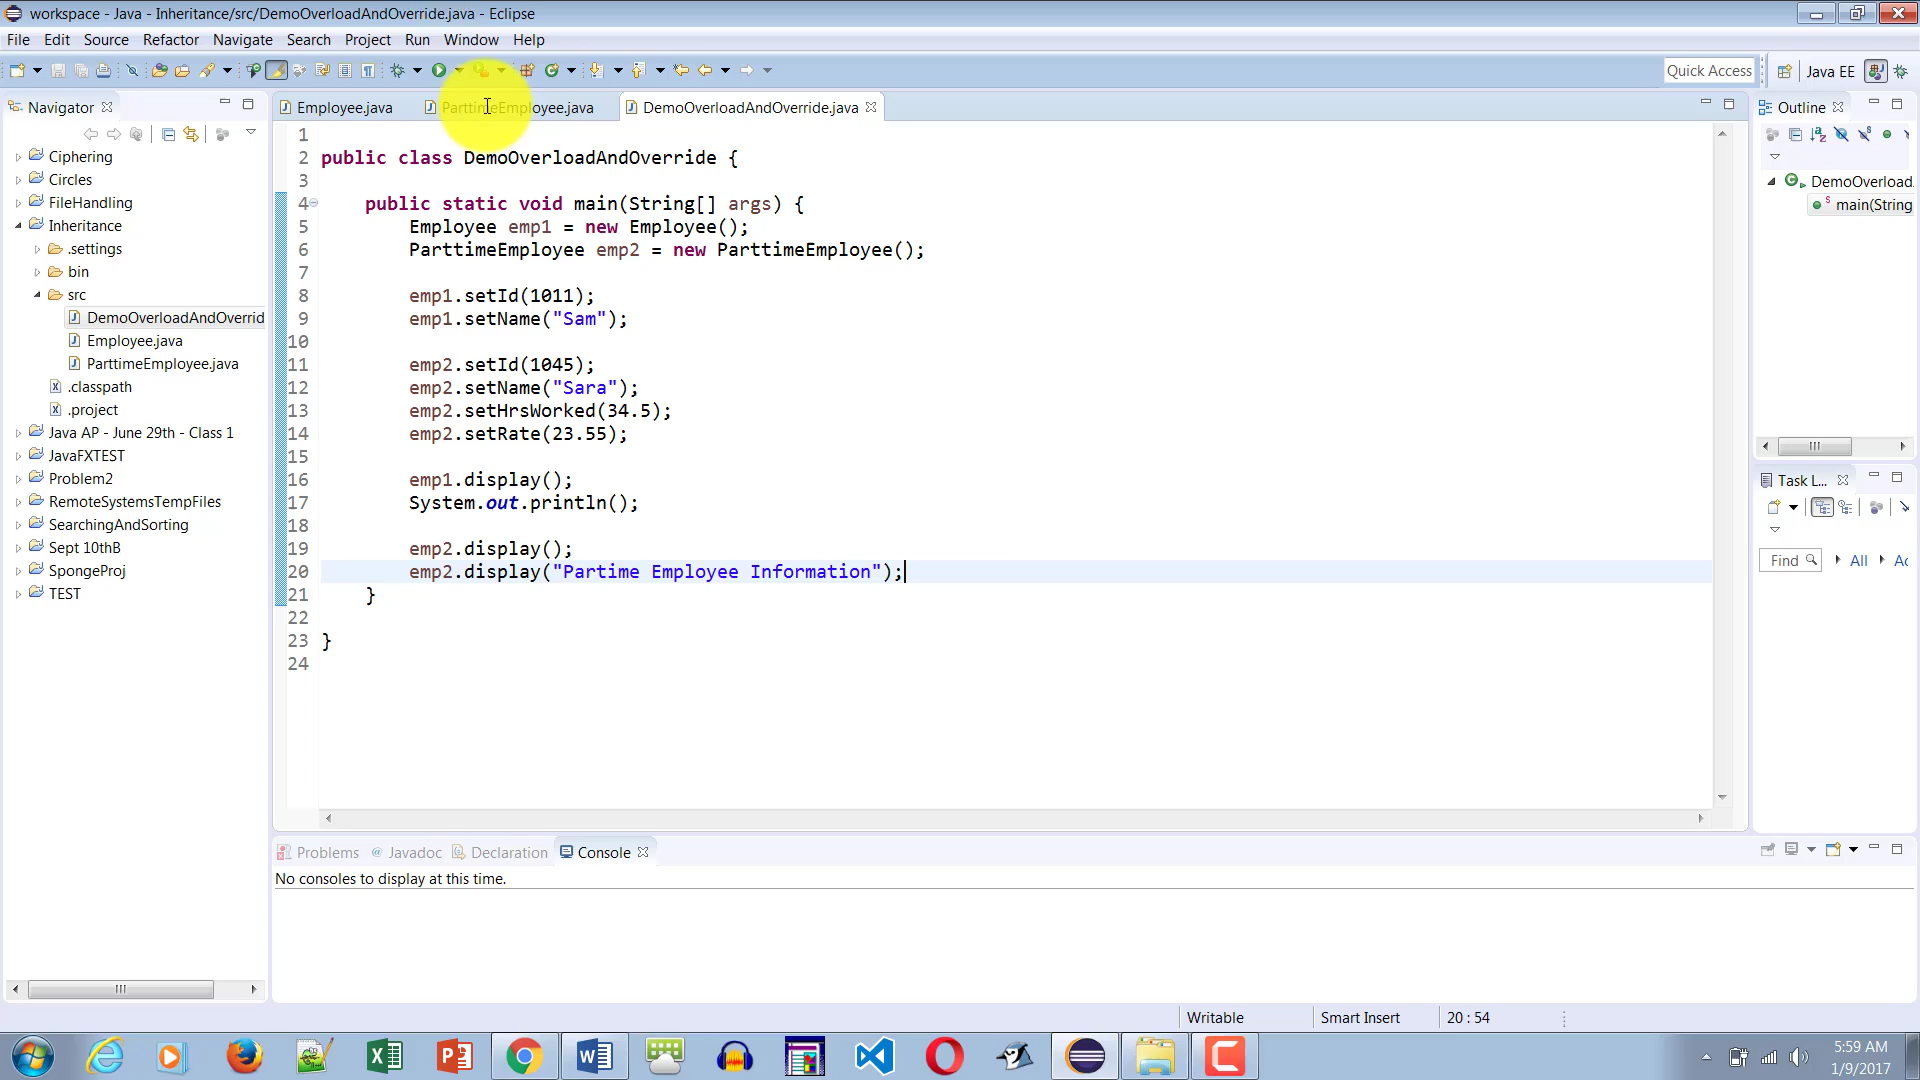 workspace - Java - Inheritance/src/DemoOverloadAndOverride.java - Eclipse
File Edit Source Refactor Navigate Search Project Run Window Help
Quick Access
Java EE
Navigator
Employee.java
ParttimeEmployee.java
DemoOverloadAndOverride.java
Outline
Ciphering
Circles
FileHandling
Inheritance
.settings
bin
src
DemoOverloadAndOverrid
Employee.java
ParttimeEmployee.java
.classpath
.project
Java AP - June 29th - Class 1
JavaFXTEST
Problem2
RemoteSystemsTempFiles
SearchingAndSorting
Sept 10thB
SpongeProj
TEST
1
2 public class DemoOverloadAndOverride {
3
4 public static void main(String[] args) {
5 Employee emp1 = new Employee();
6 ParttimeEmployee emp2 = new ParttimeEmployee();
7
8 emp1.setId(1011);
9 emp1.setName("Sam");
10
11 emp2.setId(1045);
12 emp2.setName("Sara");
13 emp2.setHrsWorked(34.5);
14 emp2.setRate(23.55);
15
16 emp1.display();
17 System.out.println();
18
19 emp2.display();
20 emp2.display("Partime Employee Information");
21 }
22
23 }
24
DemoOverload
main(String
Task L...
Find
All
Ac
Problems
@ Javadoc
Declaration
Console
No consoles to display at this time.
Writable
Smart Insert
20 : 54
5:59 AM
1/9/2017